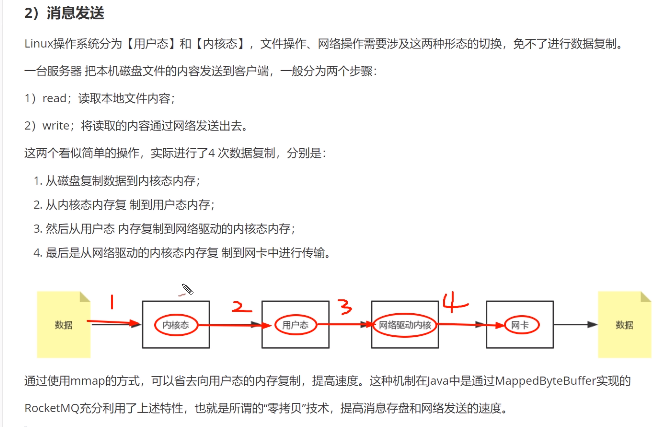 2）消息发送
Linux操作系统分为【用户态】和【内核态】，文件操作、网络操作需要涉及这两种形态的切换，免不了进行数据复制。
一台服务器 把本机磁盘文件的内容发送到客户端，一般分为两个步骤：
1）read；读取本地文件内容；
2）write；将读取的内容通过网络发送出去。
这两个看似简单的操作，实际进行了4 次数据复制，分别是：
1. 从磁盘复制数据到内核态内存；
2. 从内核态内存复 制到用户态内存；
3. 然后从用户态 内存复制到网络驱动的内核态内存；
4. 最后是从网络驱动的内核态内存复 制到网卡中进行传输。
1 2 3 4
数据 内核态 用户态 网络驱动内核 网卡 数据
通过使用mmap的方式，可以省去向用户态的内存复制，提高速度。这种机制在Java中是通过MappedByteBuffer实现的
RocketMQ充分利用了上述特性，也就是所谓的“零拷贝”技术，提高消息存盘和网络发送的速度。